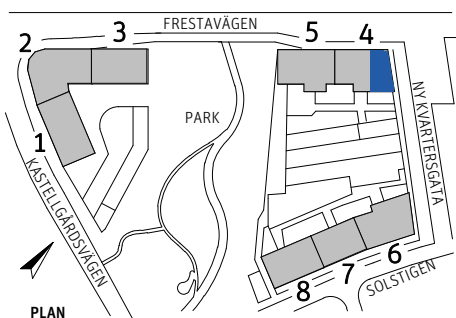 FRESTAVÄGEN
2
3
5
4
1
PARK
NY KVARTERSGATA
KASTELLGÅRDSVÄGEN
6
7
8
SOLSTIGEN
PLAN